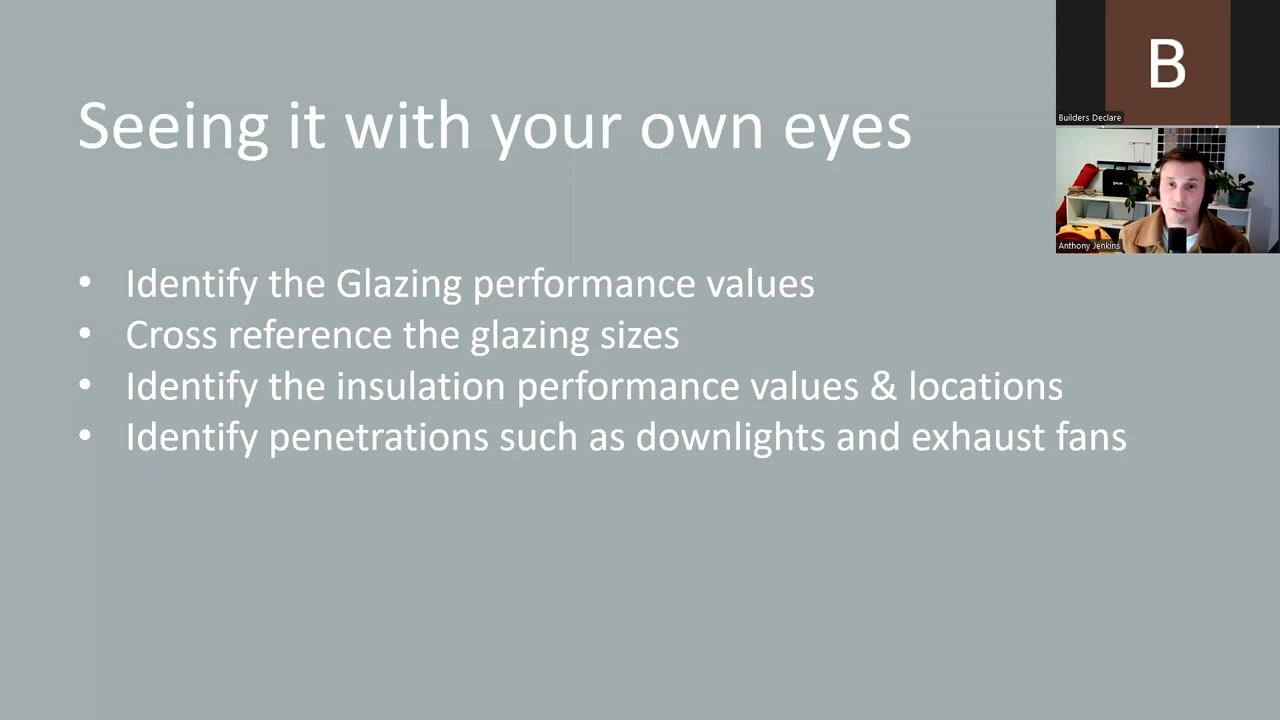 Seeing it with your own eyes
• Identify the Glazing performance values
• Cross reference the glazing sizes
• Identify the insulation performance values & locations
• Identify penetrations such as downlights and exhaust fans
B
Builders Declare
Anthony Jenkins